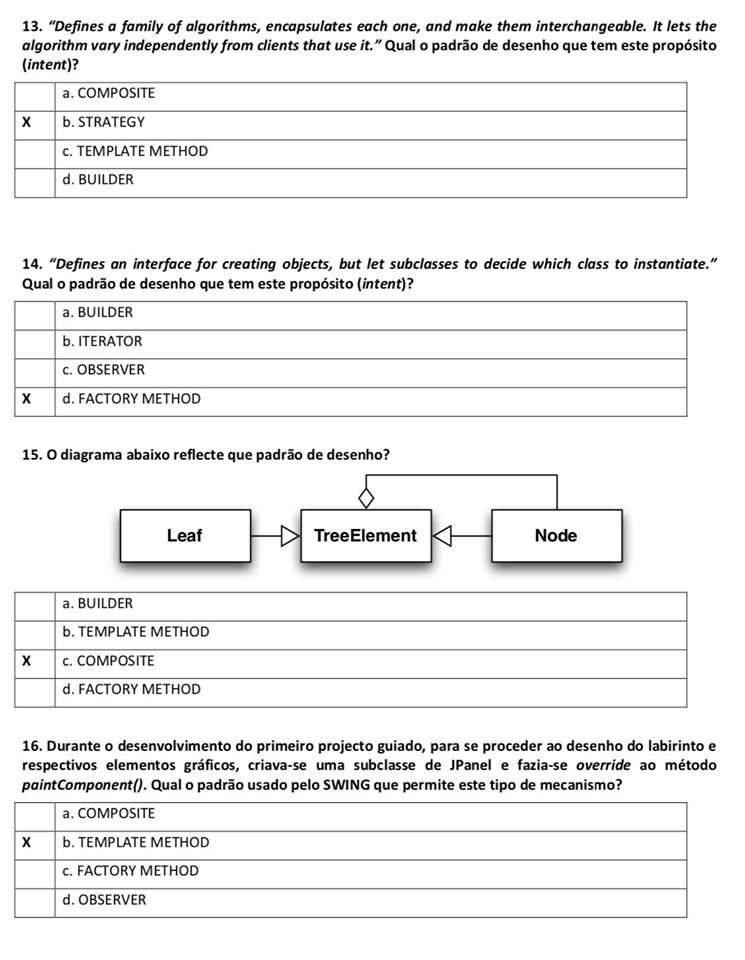 13. “Defines a family of algorithms, encapsulates each one, and make them interchangeable. It lets the
algorithm vary independently from clients that use it.” Qual o padrão de desenho que tem este propósito
(intent)?
a. COMPOSITE
X b. STRATEGY
c. TEMPLATE METHOD
d. BUILDER
14. “Defines an interface for creating objects, but let subclasses to decide which class to instantiate.”
Qual o padrão de desenho que tem este propósito (intent)?
a. BUILDER
b. ITERATOR
c. OBSERVER
X d. FACTORY METHOD
15. O diagrama abaixo reflecte que padrão de desenho?
Leaf TreeElement Node
a. BUILDER
b. TEMPLATE METHOD
X c. COMPOSITE
d. FACTORY METHOD
16. Durante o desenvolvimento do primeiro projecto guiado, para se proceder ao desenho do labirinto e
respectivos elementos gráficos, criava-se uma subclasse de JPanel e fazia-se override ao método
paintComponent(). Qual o padrão usado pelo SWING que permite este tipo de mecanismo?
a. COMPOSITE
X b. TEMPLATE METHOD
c. FACTORY METHOD
d. OBSERVER